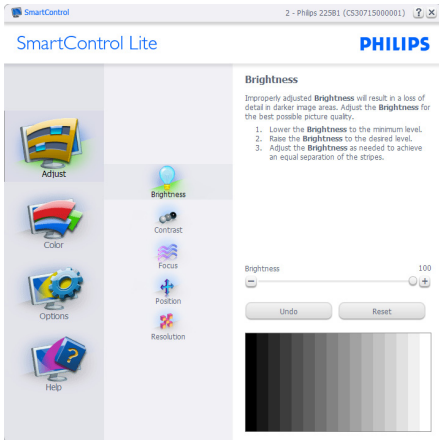 SmartControl
2 - Philips 225B1 (CS30715000001)
? X
SmartControl Lite
PHILIPS
Adjust
Color
Options
Help
Brightness
Contrast
Focus
Position
Resolution
Brightness
Improperly adjusted Brightness will result in a loss of
detail in darker image areas. Adjust the Brightness for
the best possible picture quality.
1. Lower the Brightness to the minimum level.
2. Raise the Brightness to the desired level.
3. Adjust the Brightness as needed to achieve
an equal separation of the stripes.
Brightness 100
Undo
Reset